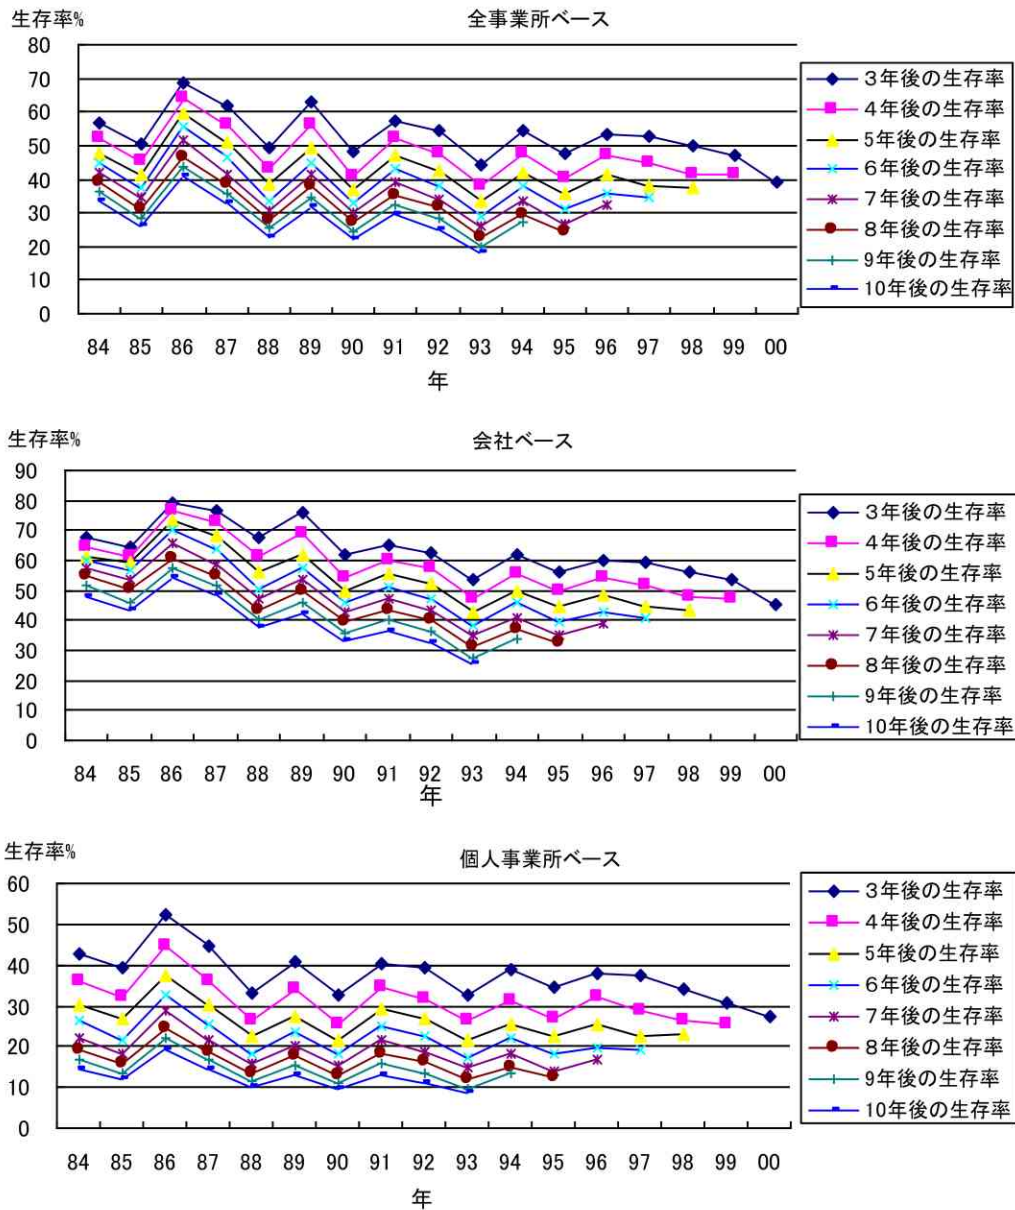 生存率%
全事業所ベース
80
70
60
50
40
30
20
10
0
84 85 86 87 88 89 90 91 92 93 94 95 96 97 98 99 00
年
3年後の生存率
4年後の生存率
5年後の生存率
6年後の生存率
7年後の生存率
8年後の生存率
9年後の生存率
10年後の生存率
生存率%
会社ベース
90
80
70
60
50
40
30
20
10
0
84 85 86 87 88 89 90 91 92 93 94 95 96 97 98 99 00
年
3年後の生存率
4年後の生存率
5年後の生存率
6年後の生存率
7年後の生存率
8年後の生存率
9年後の生存率
10年後の生存率
生存率%
個人事業所ベース
60
50
40
30
20
10
0
84 85 86 87 88 89 90 91 92 93 94 95 96 97 98 99 00
年
3年後の生存率
4年後の生存率
5年後の生存率
6年後の生存率
7年後の生存率
8年後の生存率
9年後の生存率
10年後の生存率